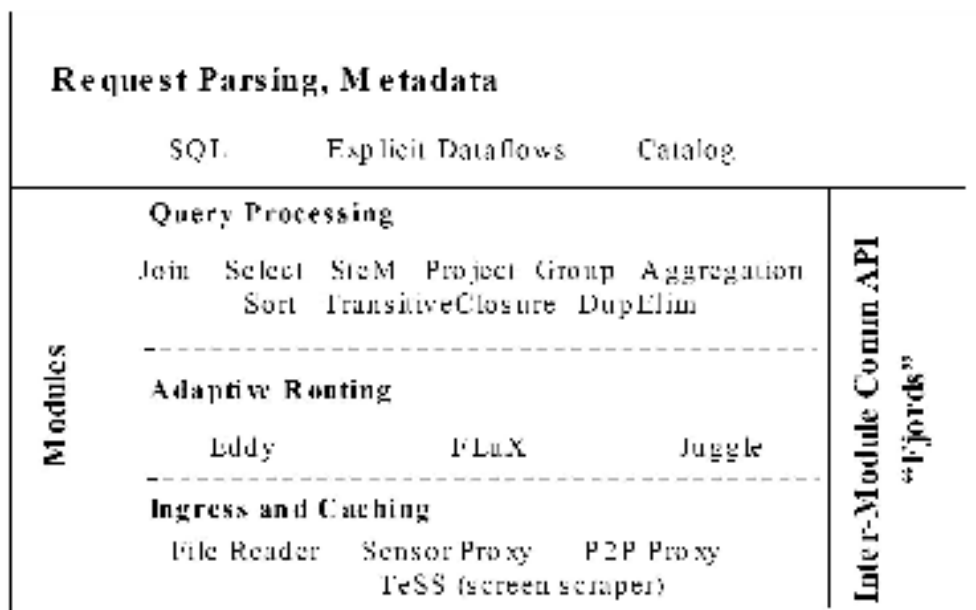 Request Parsing, Metadata
SQL Explicit Dataflows Catalog
Query Processing
Join Select SteM Project Group Aggregation
Sort TransitiveClosure DupElim
Modules
Adaptive Routing
Eddy FLuX Juggle
Ingress and Caching
File Reader Sensor Proxy P2P Proxy
TeSS (screen scraper)
Inter-Module Comm API
“Fjords”